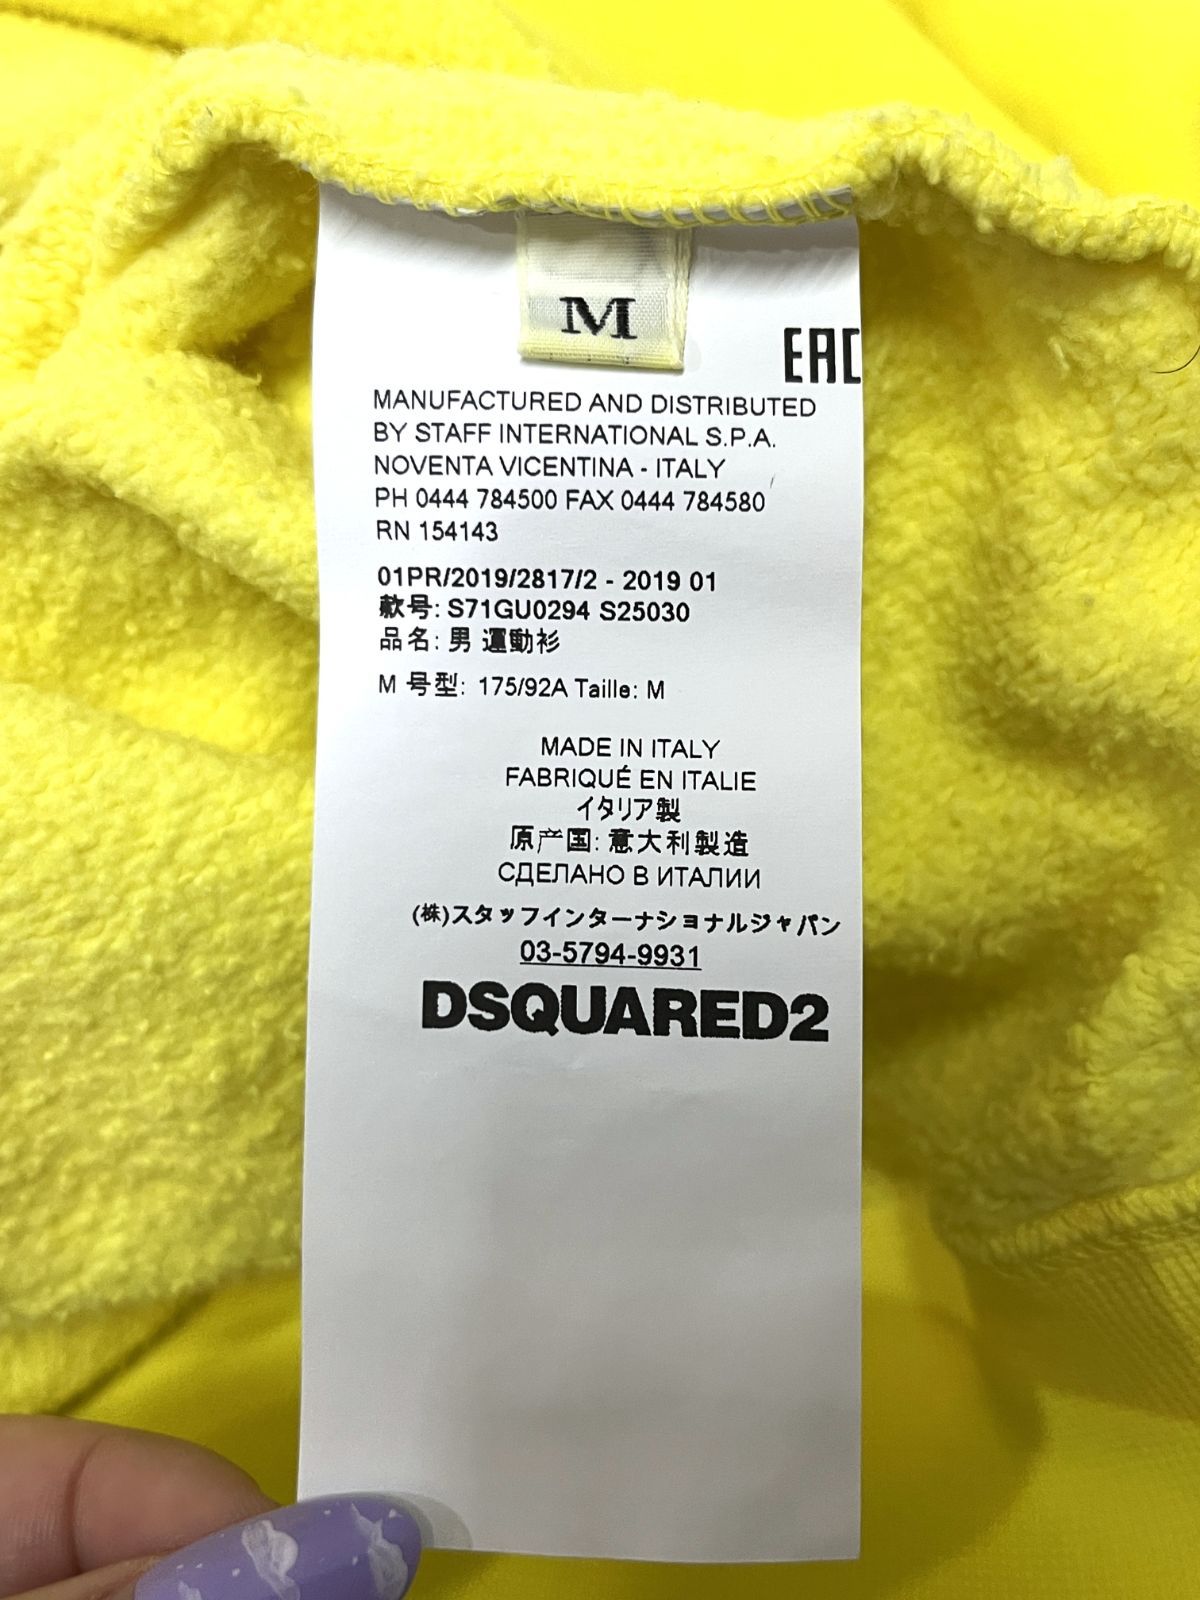 M
EAC
MANUFACTURED AND DISTRIBUTED
BY STAFF INTERNATIONAL S.P.A.
NOVENTA VICENTINA - ITALY
PH 0444 784500 FAX 0444 784580
RN 154143
01PR/2019/2817/2 - 2019 01
款号: S71GU0294 S25030
品名: 男 運動衫
M 号型: 175/92A Taille: M
MADE IN ITALY
FABRIQUÉ EN ITALIE
イタリア製
原产国: 意大利製造
СДЕЛАНО В ИТАЛИИ
(株)スタッフインターナショナルジャパン
03-5794-9931
DSQUARED2